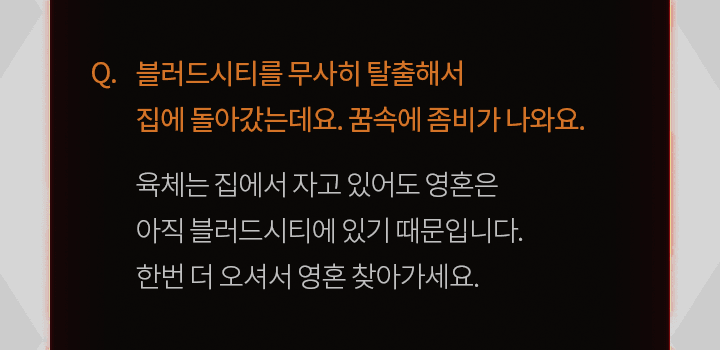 Q. 블러드시티를 무사히 탈출해서
집에 돌아갔는데요. 꿈속에 좀비가 나와요.
육체는 집에서 자고 있어도 영혼은
아직 블러드시티에 있기 때문입니다.
한번 더 오셔서 영혼 찾아가세요.